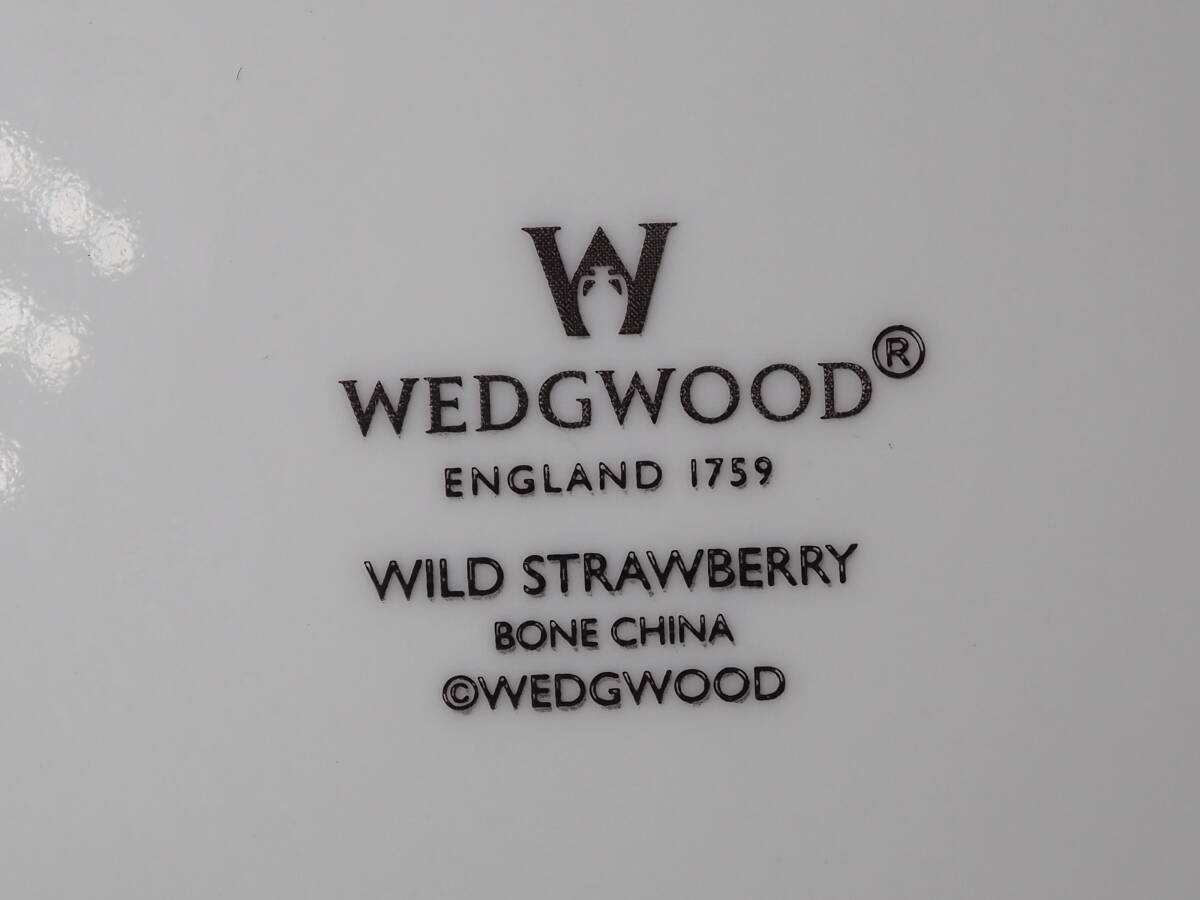 W
WEDGWOOD®
ENGLAND 1759
WILD STRAWBERRY
BONE CHINA
©WEDGWOOD